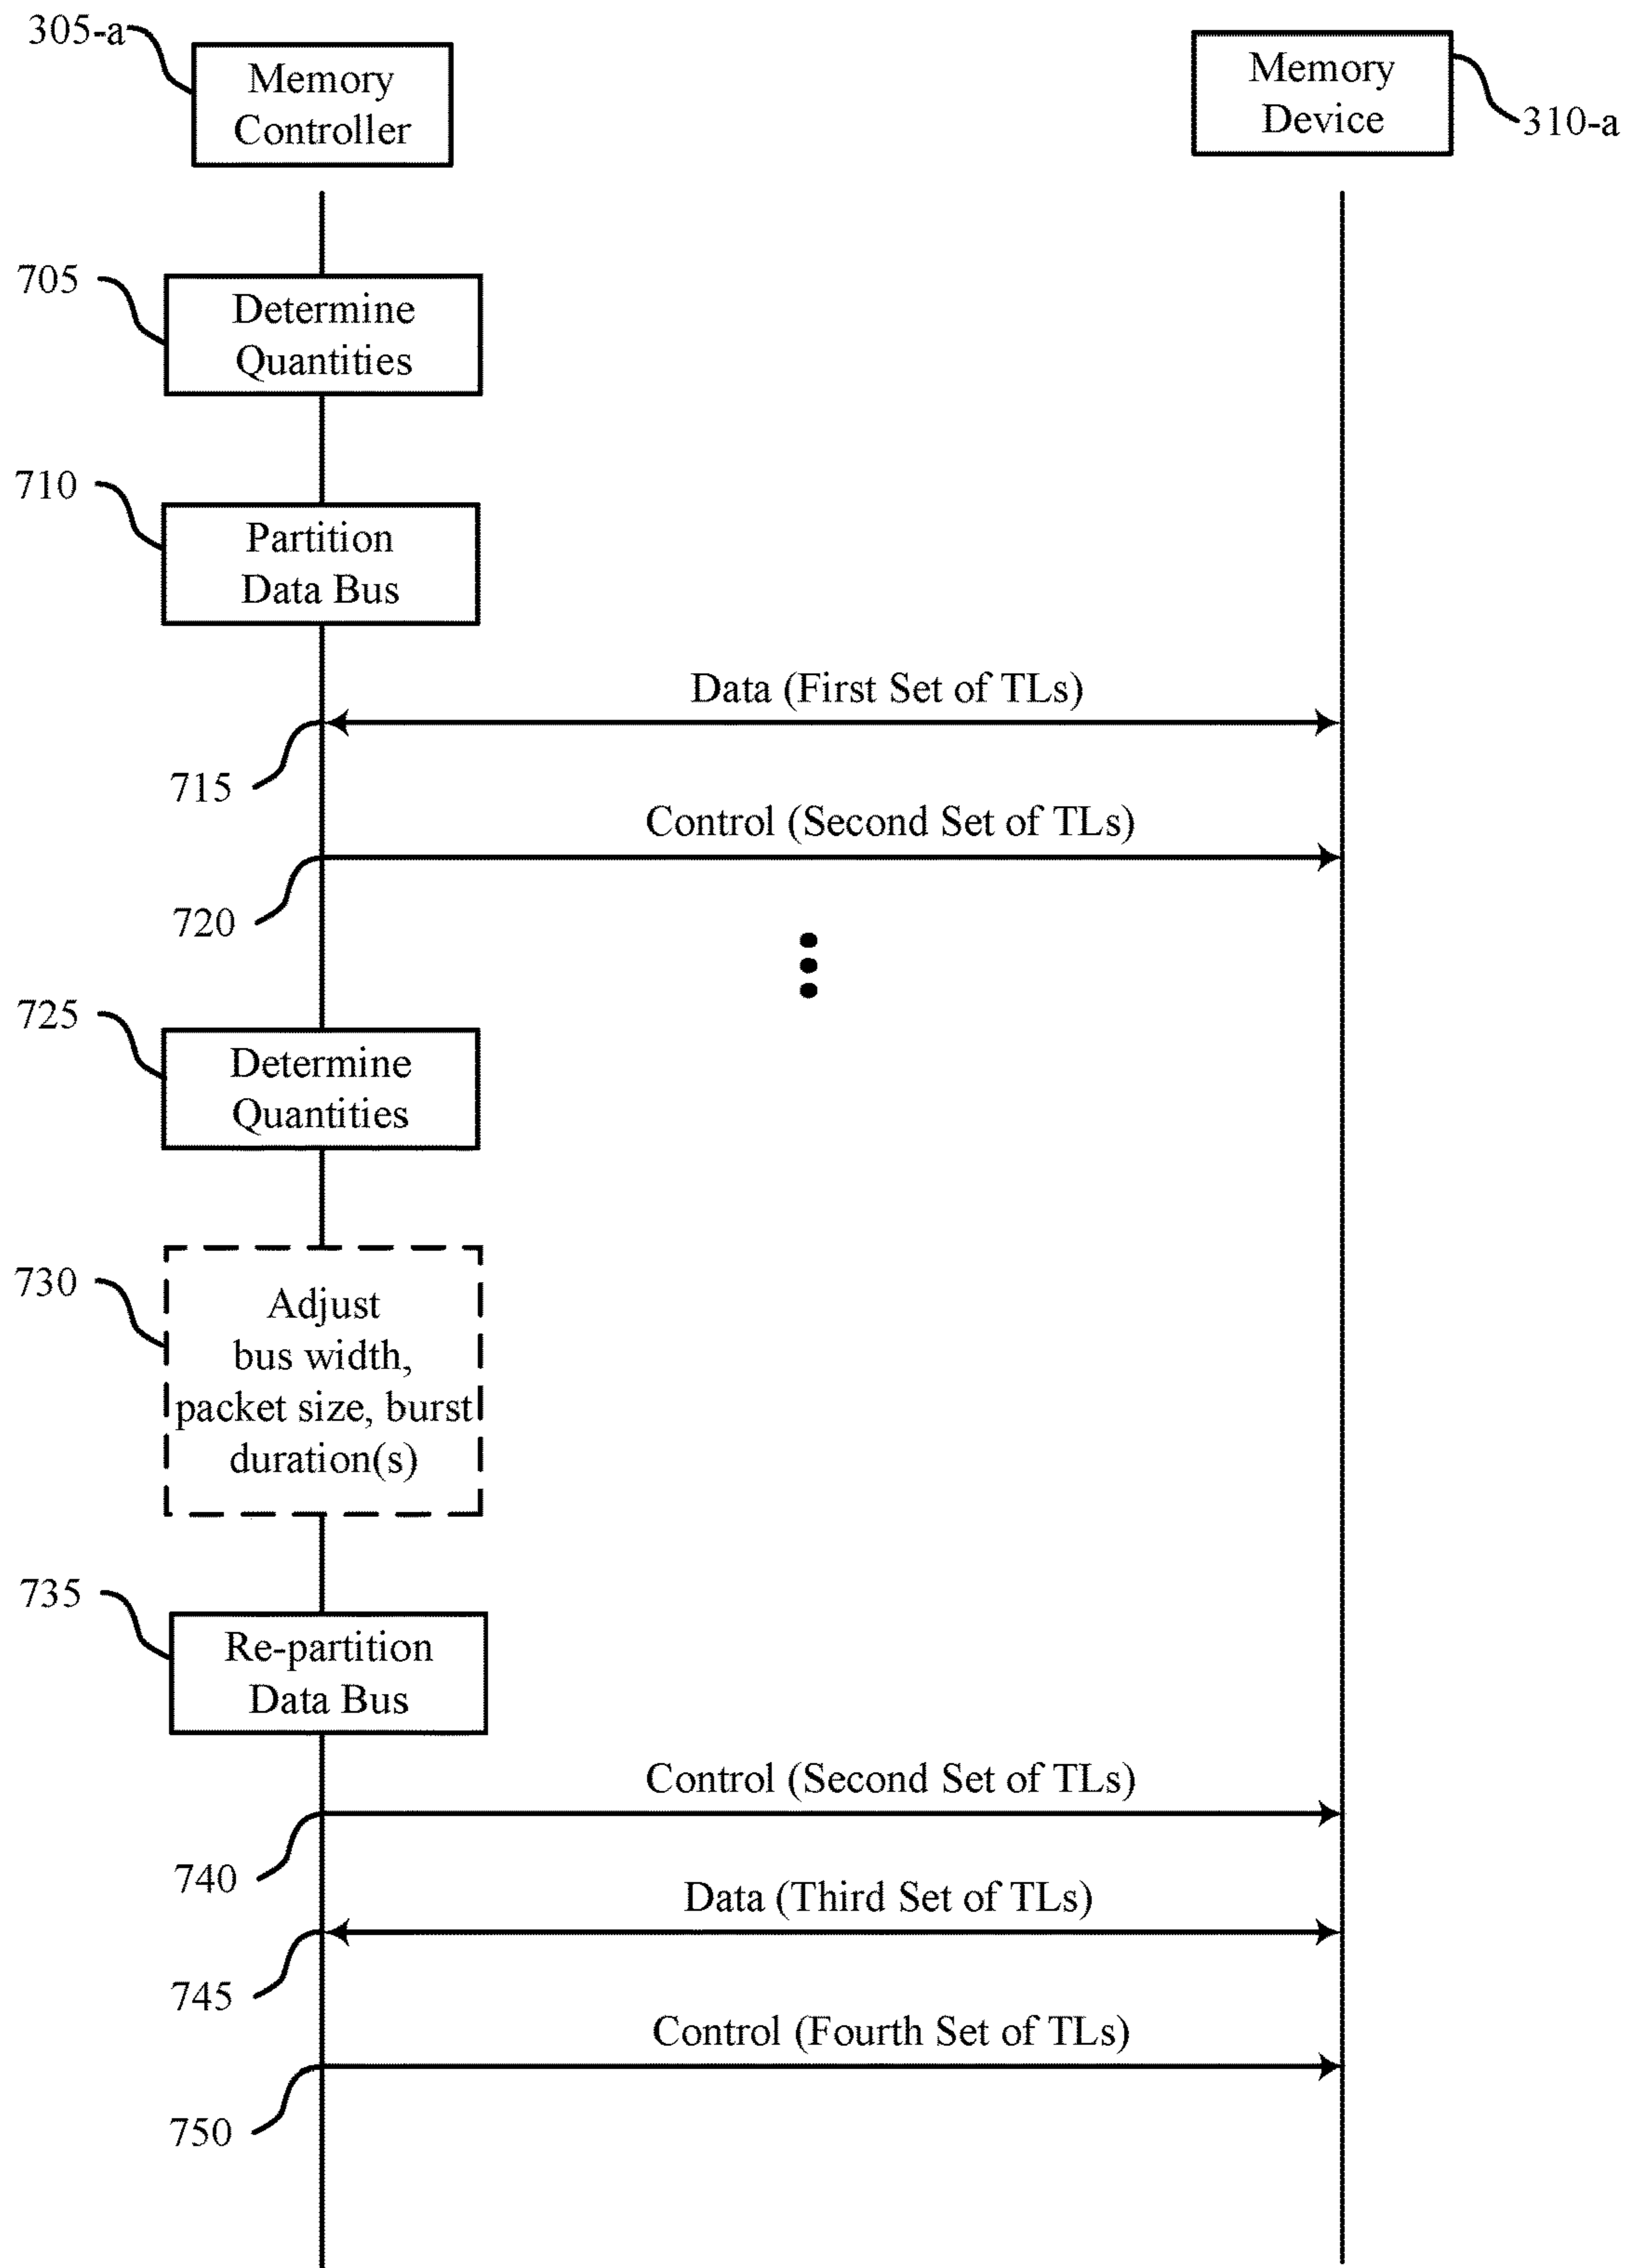 305-a
Memory
Controller
Memory
Device
310-a
705
Determine
Quantities
710
Partition
Data Bus
Data (First Set of TLs)
715
Control (Second Set of TLs)
720
725
Determine
Quantities
730
Adjust
bus width,
packet size, burst
duration(s)
735
Re-partition
Data Bus
Control (Second Set of TLs)
740
Data (Third Set of TLs)
745
Control (Fourth Set of TLs)
750